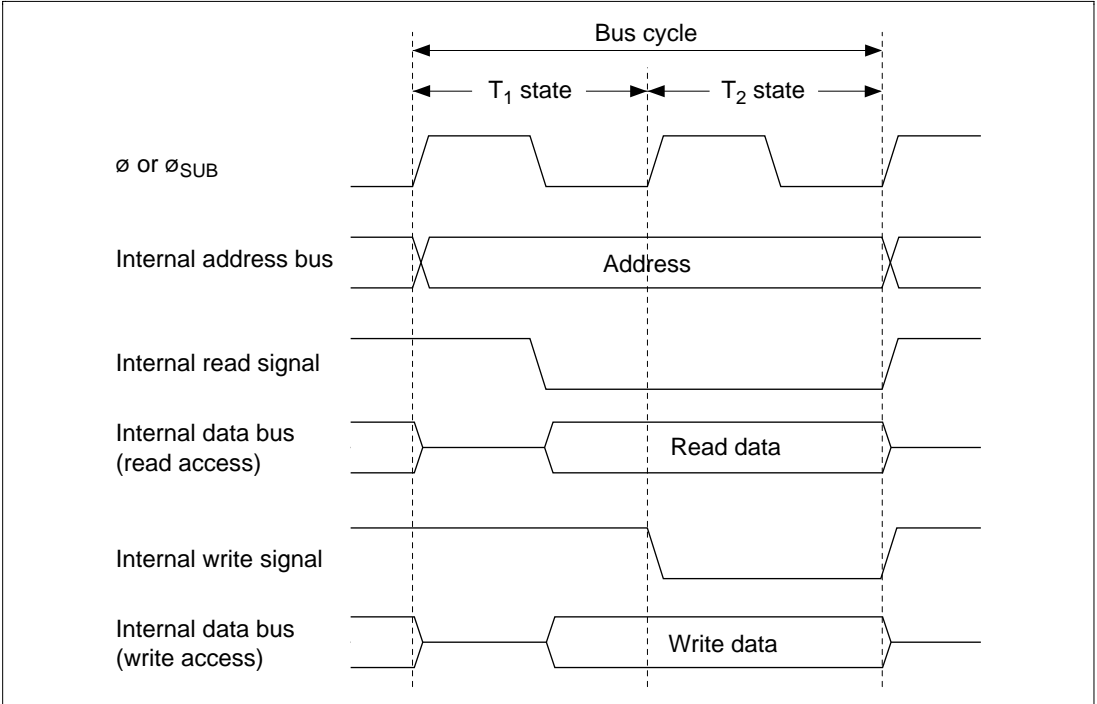 Bus cycle
T1 state
T2 state
ø or øSUB
Internal address bus
Address
Internal read signal
Internal data bus
(read access)
Read data
Internal write signal
Internal data bus
(write access)
Write data